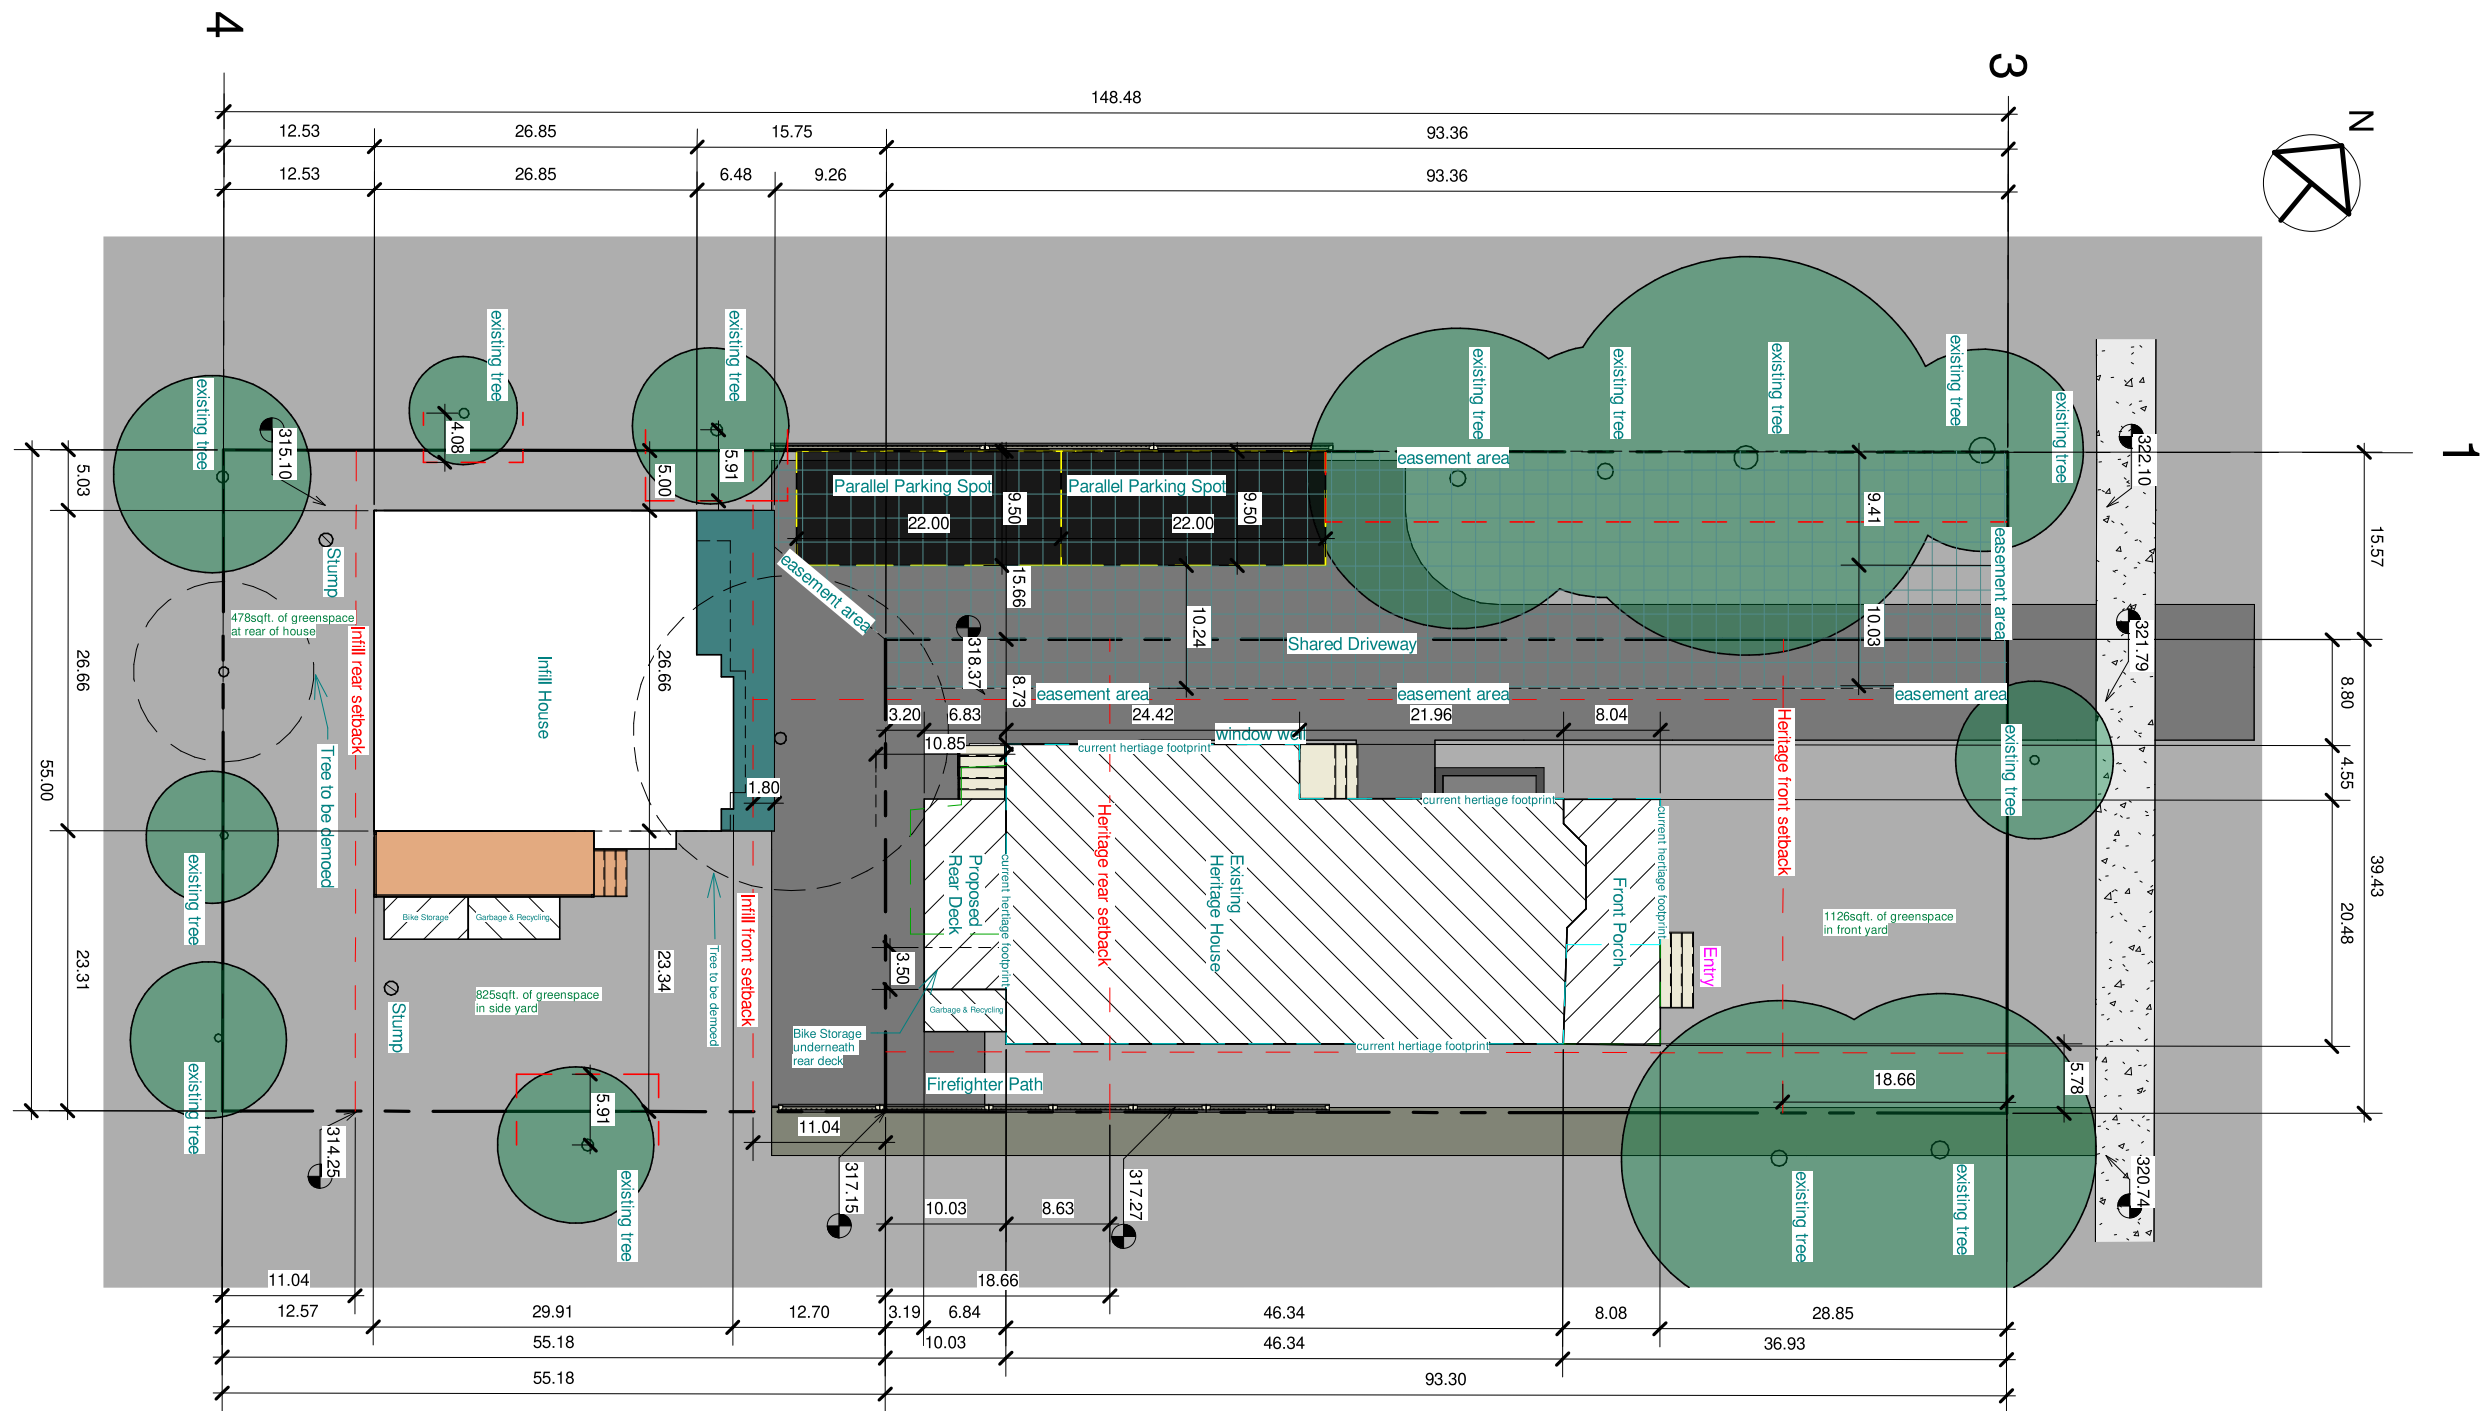 4
3
N
1
148.48
12.53
26.85
15.75
93.36
12.53
26.85
6.48
9.26
93.36
existing tree
existing tree
existing tree
existing tree
existing tree
existing tree
existing tree
existing tree
315.10
4.08
5.91
5.00
5.03
easement area
Parallel Parking Spot
Parallel Parking Spot
22.00
9.50
22.00
9.50
9.41
322.10
15.57
Stump
478sqft. of greenspace
at rear of house
Infill rear setback
Infill House
26.66
26.66
easement area
15.66
10.24
10.03
easement area
318.37
Shared Driveway
321.79
8.73
easement area
easement area
easement area
3.20
6.83
24.42
21.96
8.04
8.80
10.85
window well
current hertiage footprint
Heritage front setback
existing tree
4.55
Tree to be demoed
1.80
55.00
current hertiage footprint
current hertiage footprint
Heritage rear setback
Existing
Heritage House
Proposed
Rear Deck
current hertiage footprint
Front Porch
1126sqft. of greenspace
in front yard
39.43
20.48
Entry
existing tree
Bike Storage
Garbage & Recycling
23.31
23.34
Tree to be demoed
Infill front setback
3.50
825sqft. of greenspace
in side yard
Stump
Garbage & Recycling
Bike Storage
underneath
rear deck
current hertiage footprint
Firefighter Path
18.66
5.78
existing tree
5.91
11.04
314.25
existing tree
317.15
317.27
existing tree
existing tree
320.74
10.03
8.63
11.04
18.66
12.57
29.91
12.70
3.19
6.84
46.34
8.08
28.85
55.18
10.03
46.34
36.93
55.18
93.30